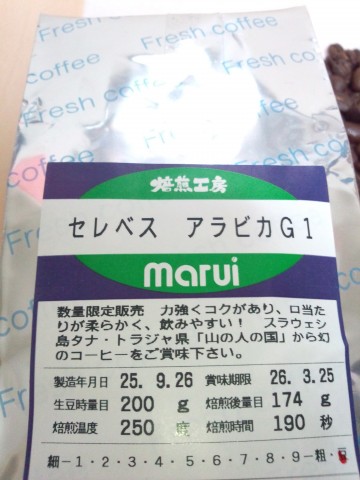 Fresh coffee
Fresh coffee
Fresh coffee
Fresh coffee
焙煎工房
セレベス アラビカG1
marui
数量限定販売 力強くコクがあり、口当
たりが柔らかく、飲みやすい! スラウェシ
島タナ・トラジャ県「山の人の国」から幻
のコーヒーをご賞味下さい。
製造年月日 25. 9.26 賞味期限 26. 3.25
生豆時量目 200 g 焙煎後量目 174 g
焙煎温度 250 度 焙煎時間 190 秒
細-1・2・3・4・5・6・7・8・9-粗・